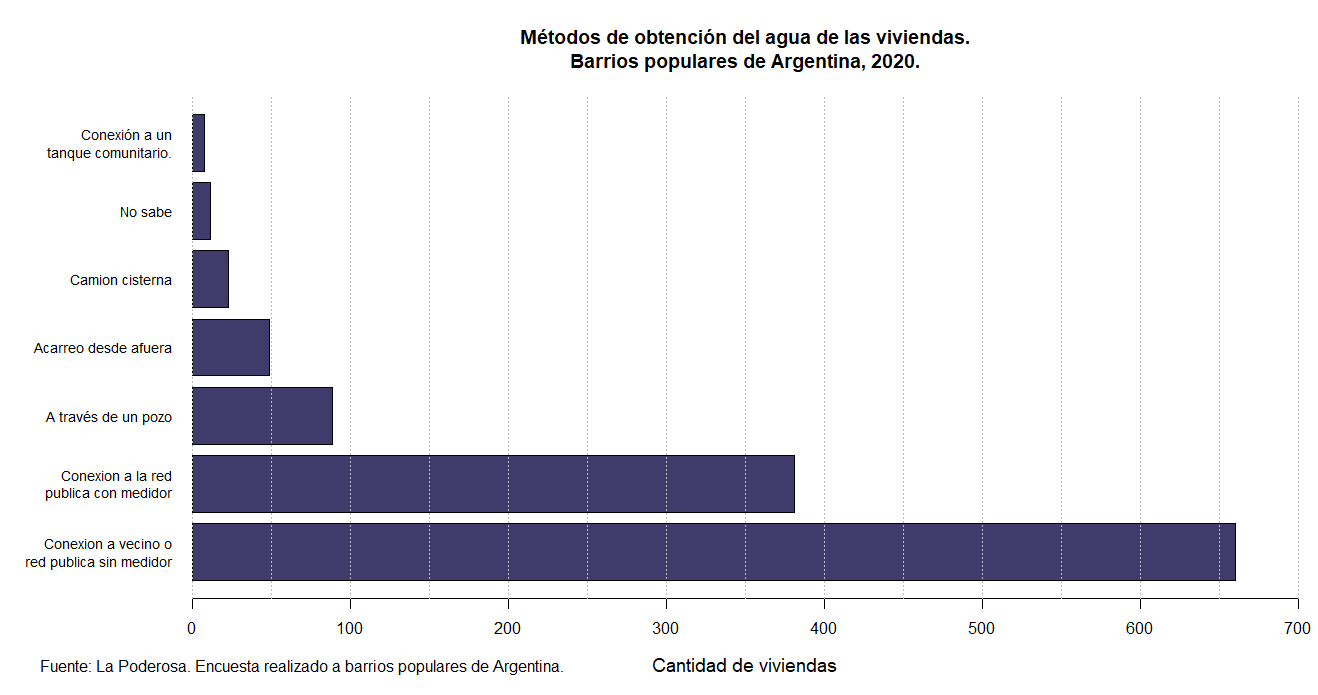 Métodos de obtención del agua de las viviendas.
Barrios populares de Argentina, 2020.
Conexión a un
tanque comunitario.
No sabe
Camion cisterna
Acarreo desde afuera
A través de un pozo
Conexion a la red
publica con medidor
Conexion a vecino o
red publica sin medidor
0 100 200 300 400 500 600 700
Fuente: La Poderosa. Encuesta realizado a barrios populares de Argentina.
Cantidad de viviendas